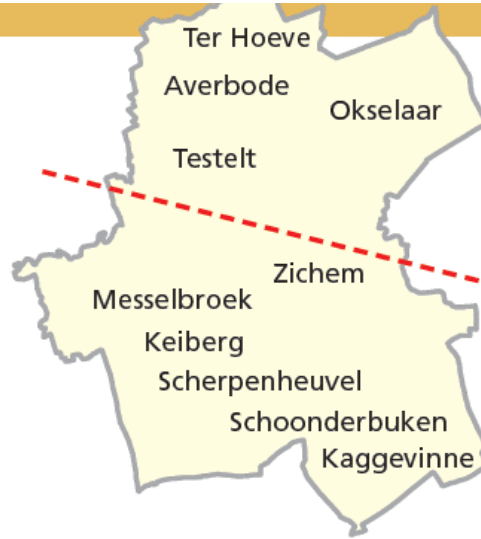 Ter Hoeve
Averbode
Okselaar
Testelt
Zichem
Messelbroek
Keiberg
Scherpenheuvel
Schoonderbuken
Kaggevinne